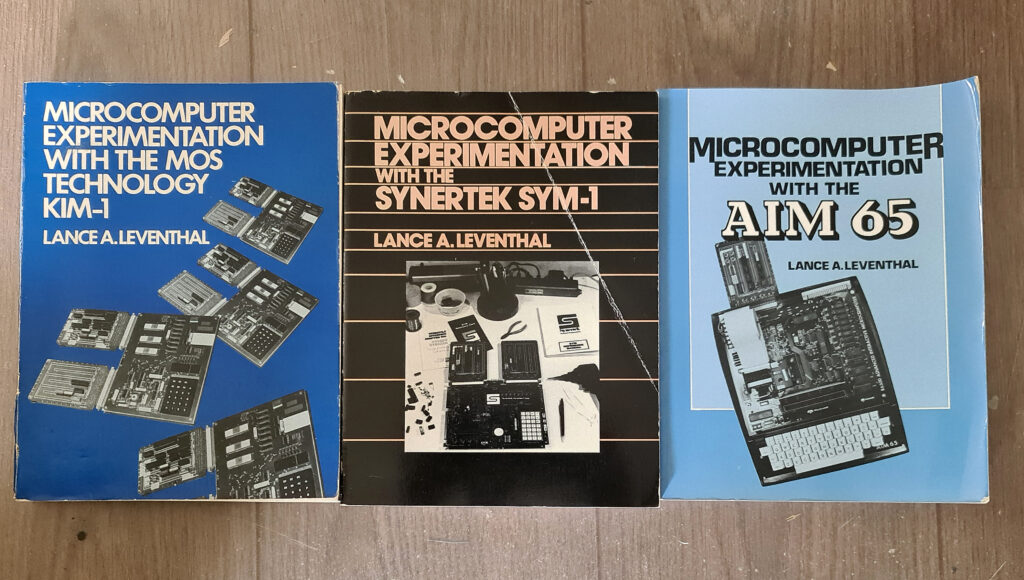 MICROCOMPUTER
EXPERIMENTATION
WITH THE MOS
TECHNOLOGY
KIM-1
LANCE A. LEVENTHAL
MICROCOMPUTER
EXPERIMENTATION
WITH THE
SYNERTEK SYM-1
LANCE A. LEVENTHAL
MICROCOMPUTER
EXPERIMENTATION
WITH THE
AIM 65
LANCE A. LEVENTHAL